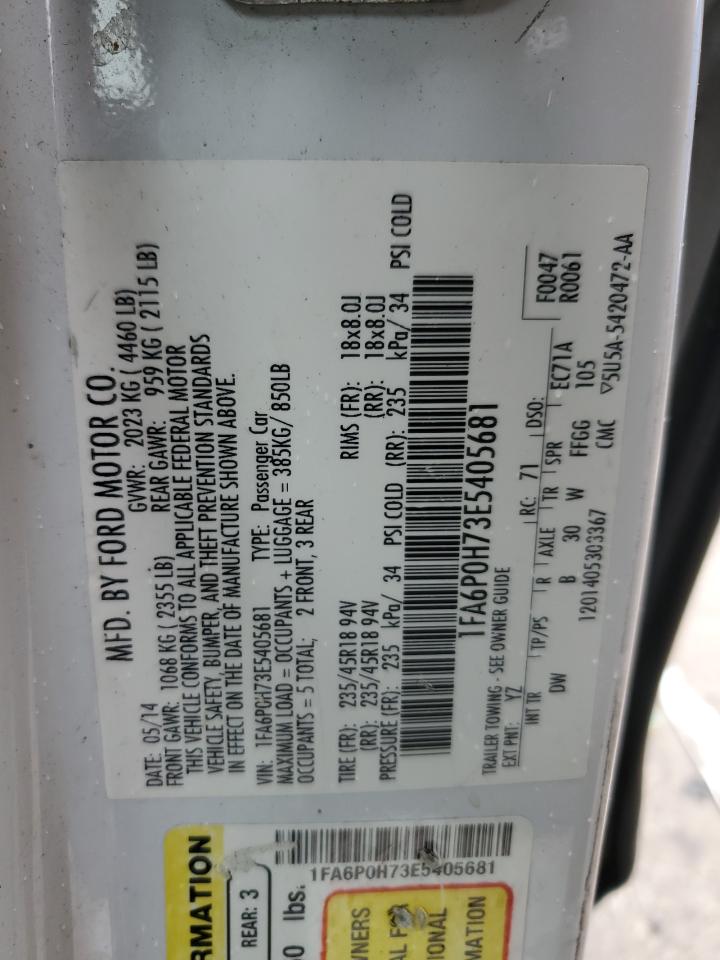 MFD. BY FORD MOTOR CO.
DATE: 05/14 GVWR: 2023 KG ( 4460 LB)
FRONT GAWR: 1068 KG ( 2355 LB) REAR GAWR: 959 KG ( 2115 LB)
THIS VEHICLE CONFORMS TO ALL APPLICABLE FEDERAL MOTOR
VEHICLE SAFETY, BUMPER, AND THEFT PREVENTION STANDARDS
IN EFFECT ON THE DATE OF MANUFACTURE SHOWN ABOVE.
VIN: 1FA6P0H73E5405681 TYPE: Passenger Car
MAXIMUM LOAD = OCCUPANTS + LUGGAGE = 385KG/ 850LB
OCCUPANTS = 5 TOTAL; 2 FRONT, 3 REAR
TIRE (FR): 235/45R18 94V RIMS (FR): 18x8.0J
(RR): 235/45R18 94V (RR): 18x8.0J
PRESSURE (FR): 235 kPa/ 34 PSI COLD (RR): 235 kPa/ 34 PSI COLD
1FA6P0H73E5405681
TRAILER TOWING - SEE OWNER GUIDE
EXT PNT: YZ RC: 71 DSO: F0047
INT TR TP/PS R AXLE TR SPR EC71A R0061
DW B 30 W FFGG 105
1201405303367 CMC ▽5U5A-5420472-AA
RMATION
REAR: 3
lbs.
1FA6P0H73E5405681
WNERS
AL FOR
IONAL
MATION